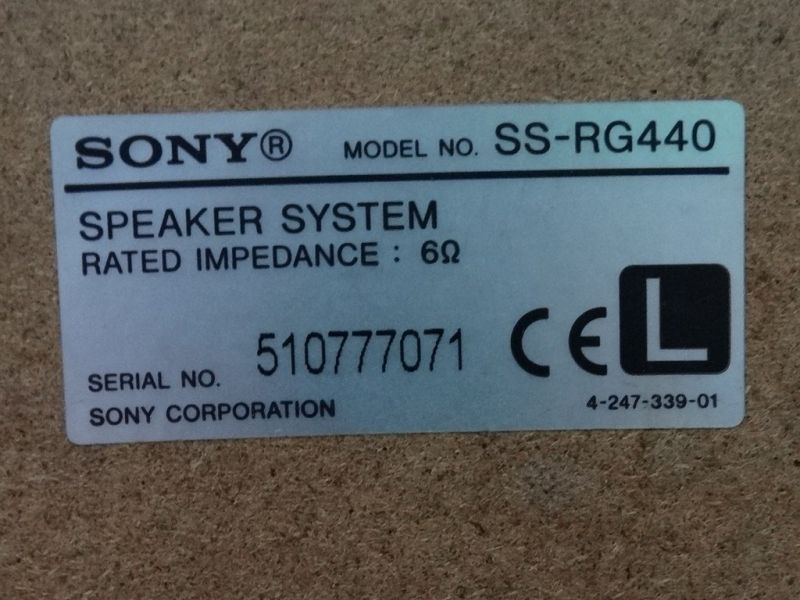 SONY® MODEL NO. SS-RG440
SPEAKER SYSTEM
RATED IMPEDANCE : 6Ω
SERIAL NO. 510777071 CE L
SONY CORPORATION 4-247-339-01